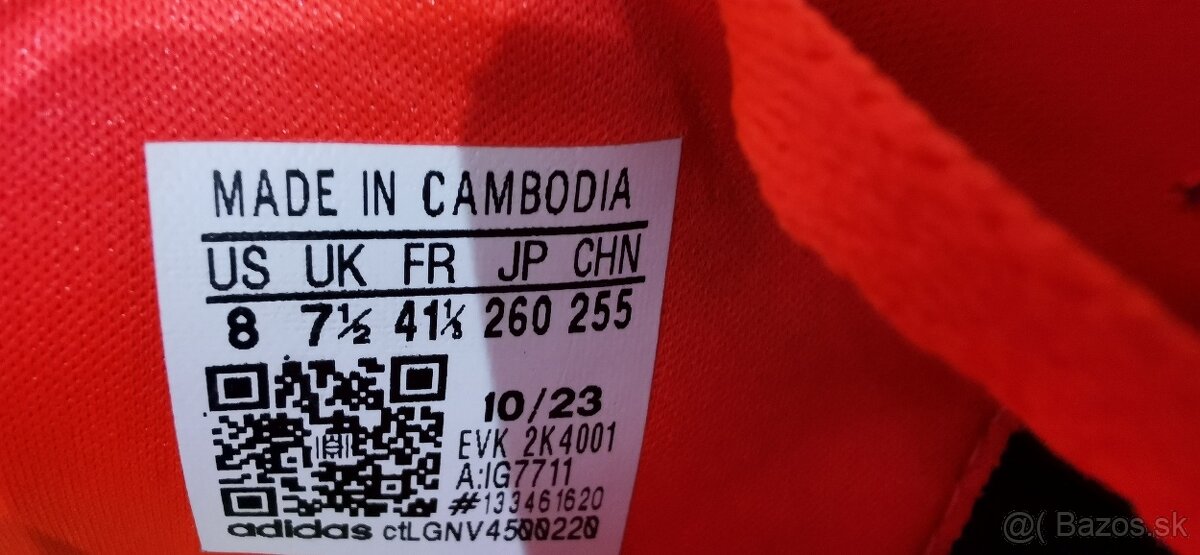 MADE IN CAMBODIA
US UK FR JP CHN
8 7½ 41⅓ 260 255
10/23
EVK 2K4001
A:IG7711
#133461620
adidas ctLGNV4500220
@( Bazos.sk